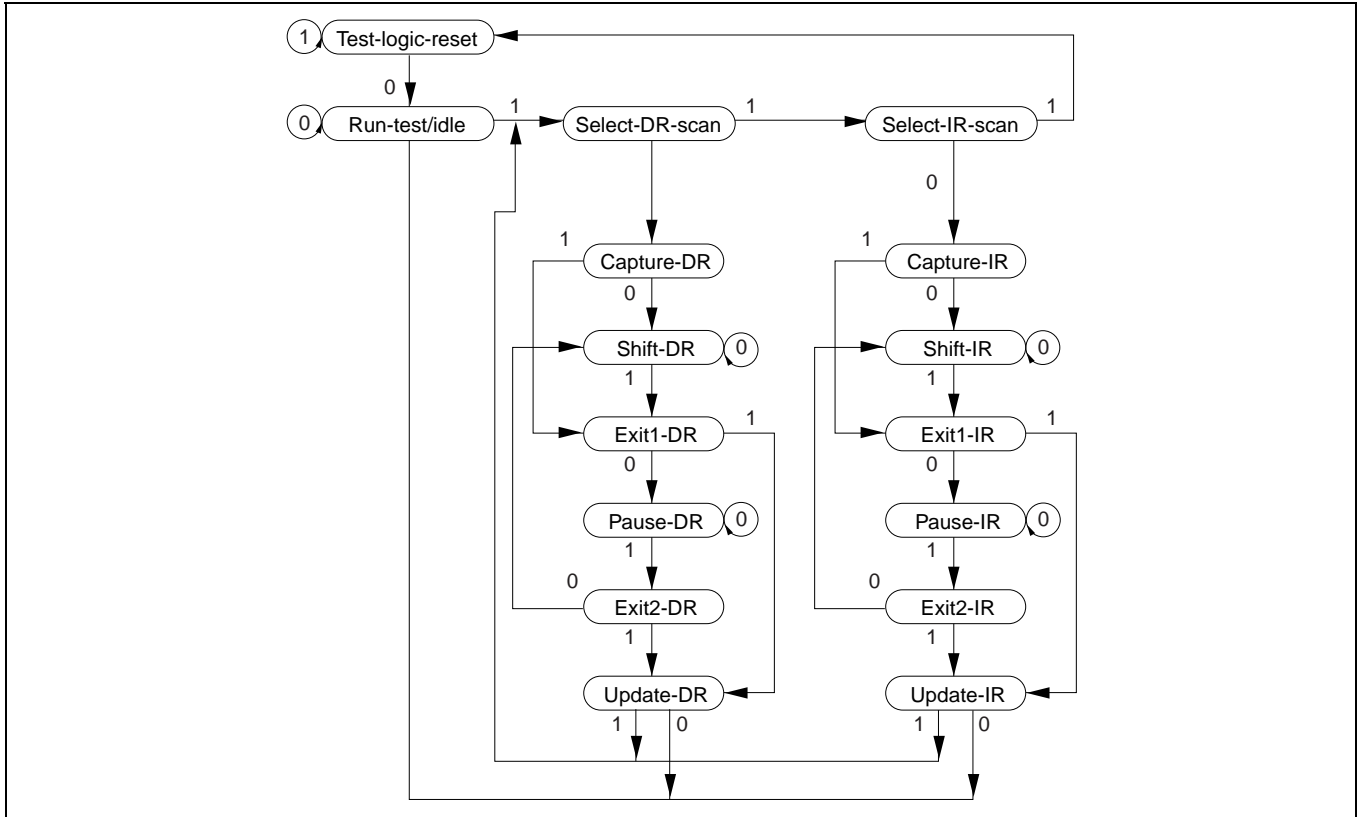 1 Test-logic-reset
0
0 Run-test/idle 1 Select-DR-scan 1 Select-IR-scan 1
0
1 Capture-DR 1 Capture-IR
0 0
Shift-DR 0 Shift-IR 0
1 1
Exit1-DR 1 Exit1-IR 1
0 0
Pause-DR 0 Pause-IR 0
1 1
0 Exit2-DR 0 Exit2-IR
1 1
Update-DR Update-IR
1 0 1 0